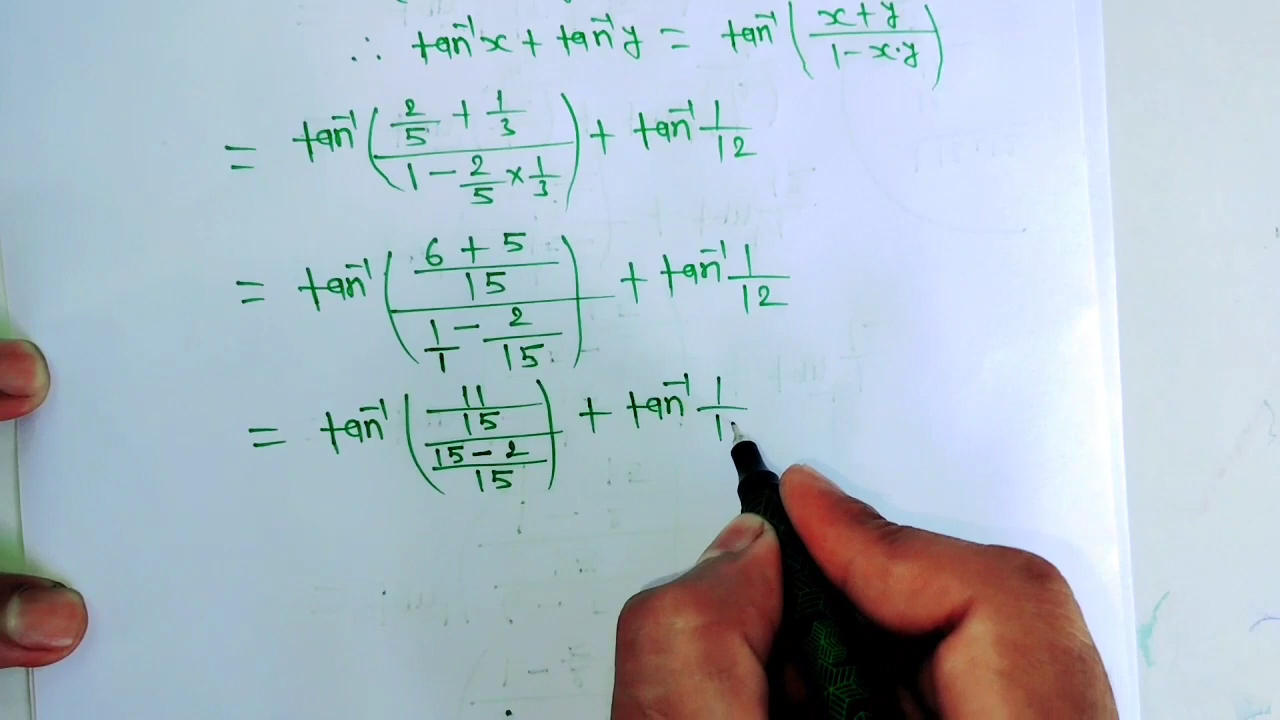 ∴ tan⁻¹x + tan⁻¹y = tan⁻¹((x+y)/(1-x·y))
= tan⁻¹((2/5 + 1/3)/(1 - 2/5 × 1/3)) + tan⁻¹ 1/12
= tan⁻¹(((6+5)/15)/(1/1 - 2/15)) + tan⁻¹ 1/12
= tan⁻¹((11/15)/((15-2)/15)) + tan⁻¹ 1/1